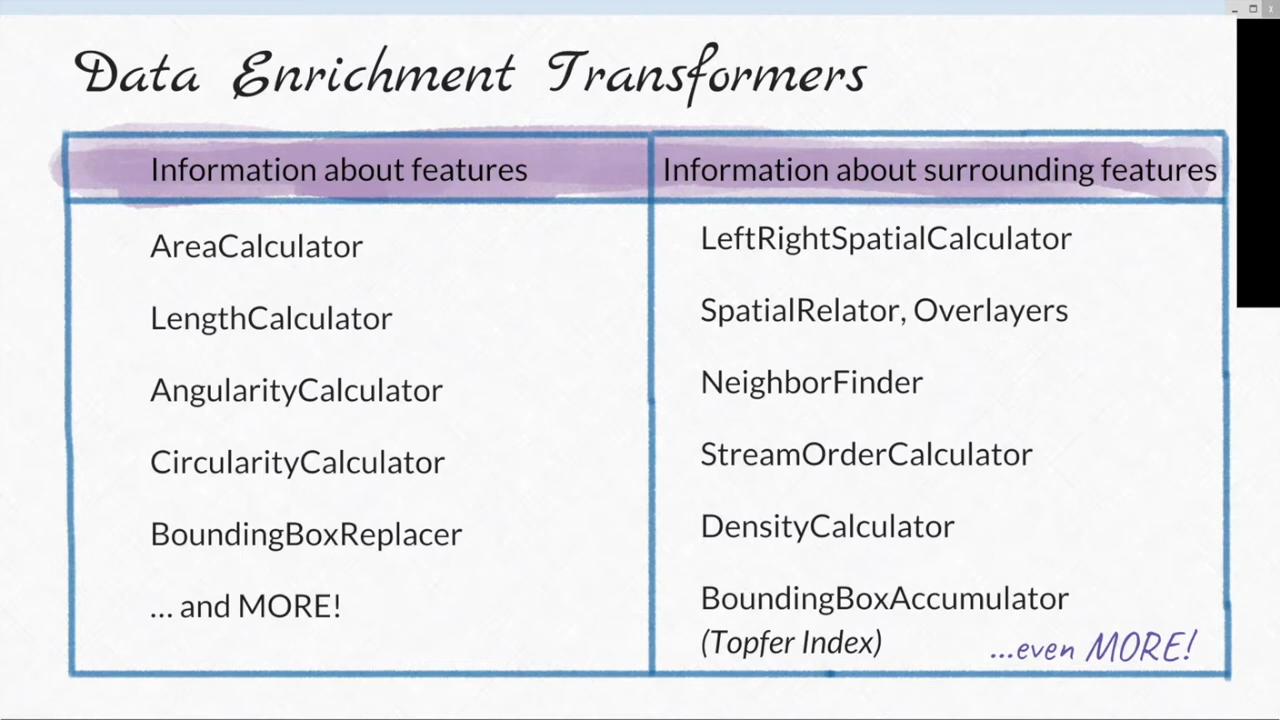 Data Enrichment Transformers
Information about features
AreaCalculator
LengthCalculator
AngularityCalculator
CircularityCalculator
BoundingBoxReplacer
... and MORE!
Information about surrounding features
LeftRightSpatialCalculator
SpatialRelator, Overlayers
NeighborFinder
StreamOrderCalculator
DensityCalculator
BoundingBoxAccumulator
(Topfer Index)
...even MORE!